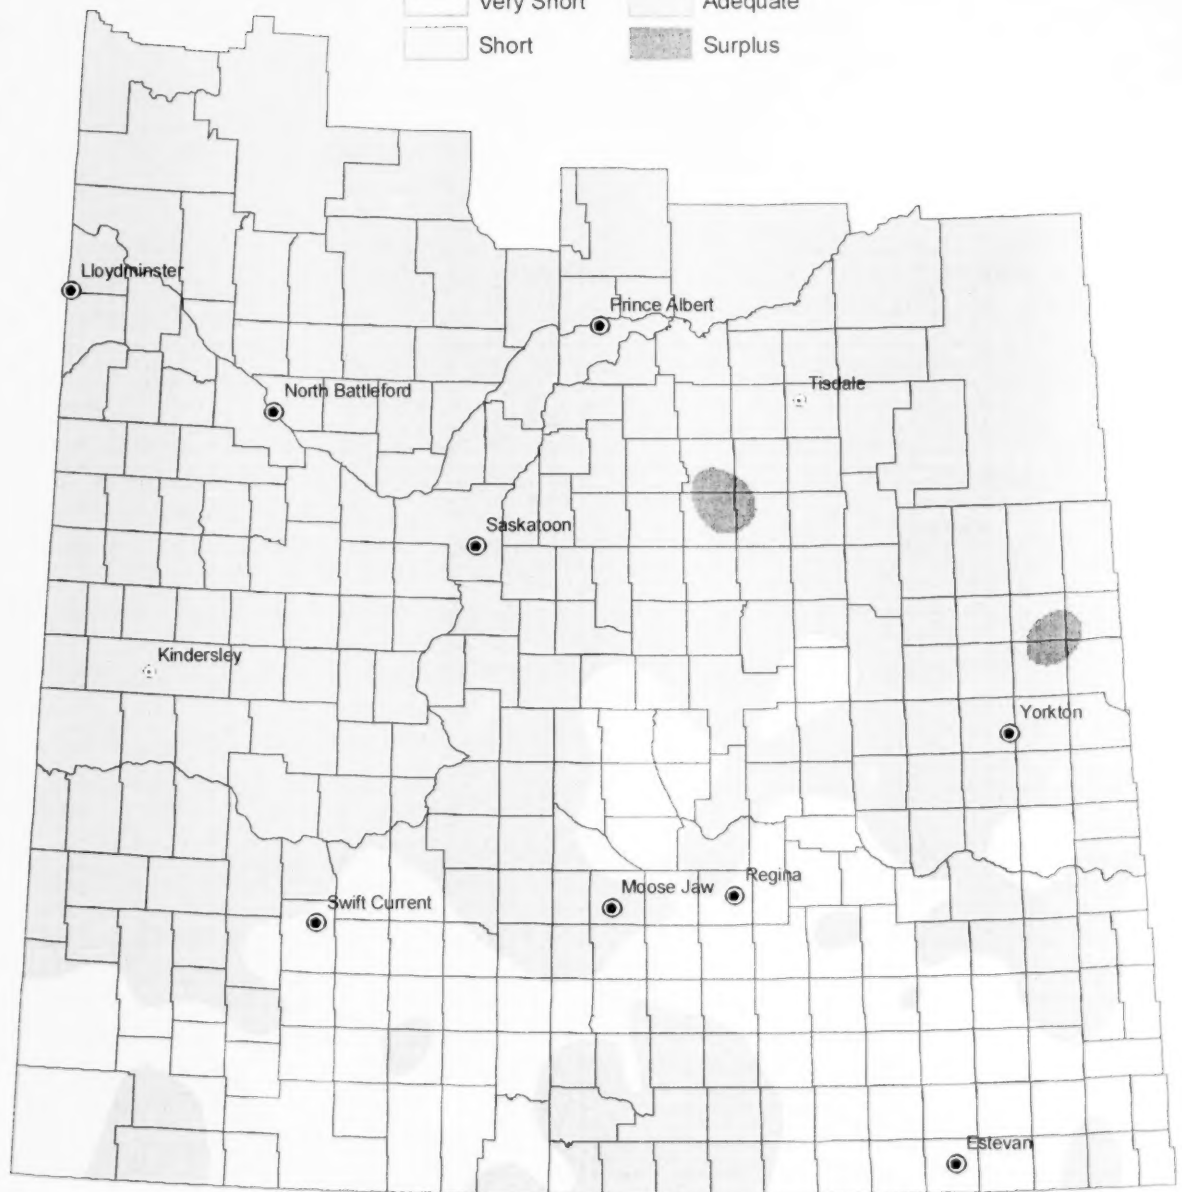 Very Short Adequate
Short Surplus
Lloydminster
Prince Albert
North Battleford
Tisdale
Saskatoon
Kindersley
Yorkton
Moose Jaw Regina
Swift Current
Estevan